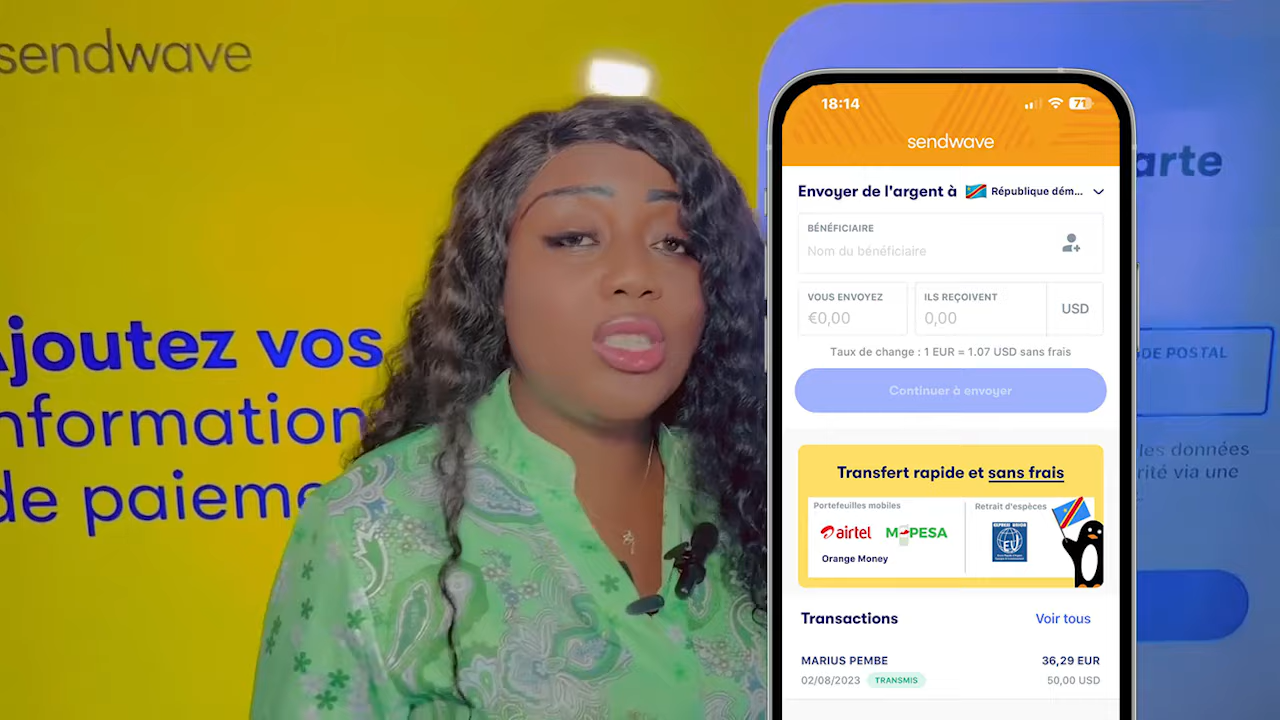 sendwave
Ajoutez vos
informations
de paiement
18:14
71
sendwave
Envoyer de l'argent à République dém...
BÉNÉFICIAIRE
Nom du bénéficiaire
VOUS ENVOYEZ
€0,00
ILS REÇOIVENT
0,00
USD
Taux de change : 1 EUR = 1.07 USD sans frais
Continuer à envoyer
Transfert rapide et sans frais
Portefeuilles mobiles
airtel
M-PESA
Orange Money
Retrait d'espèces
Transactions
Voir tous
MARIUS PEMBE
36,29 EUR
02/08/2023
TRANSMIS
50,00 USD
arte
DE POSTAL
les données
rité via une